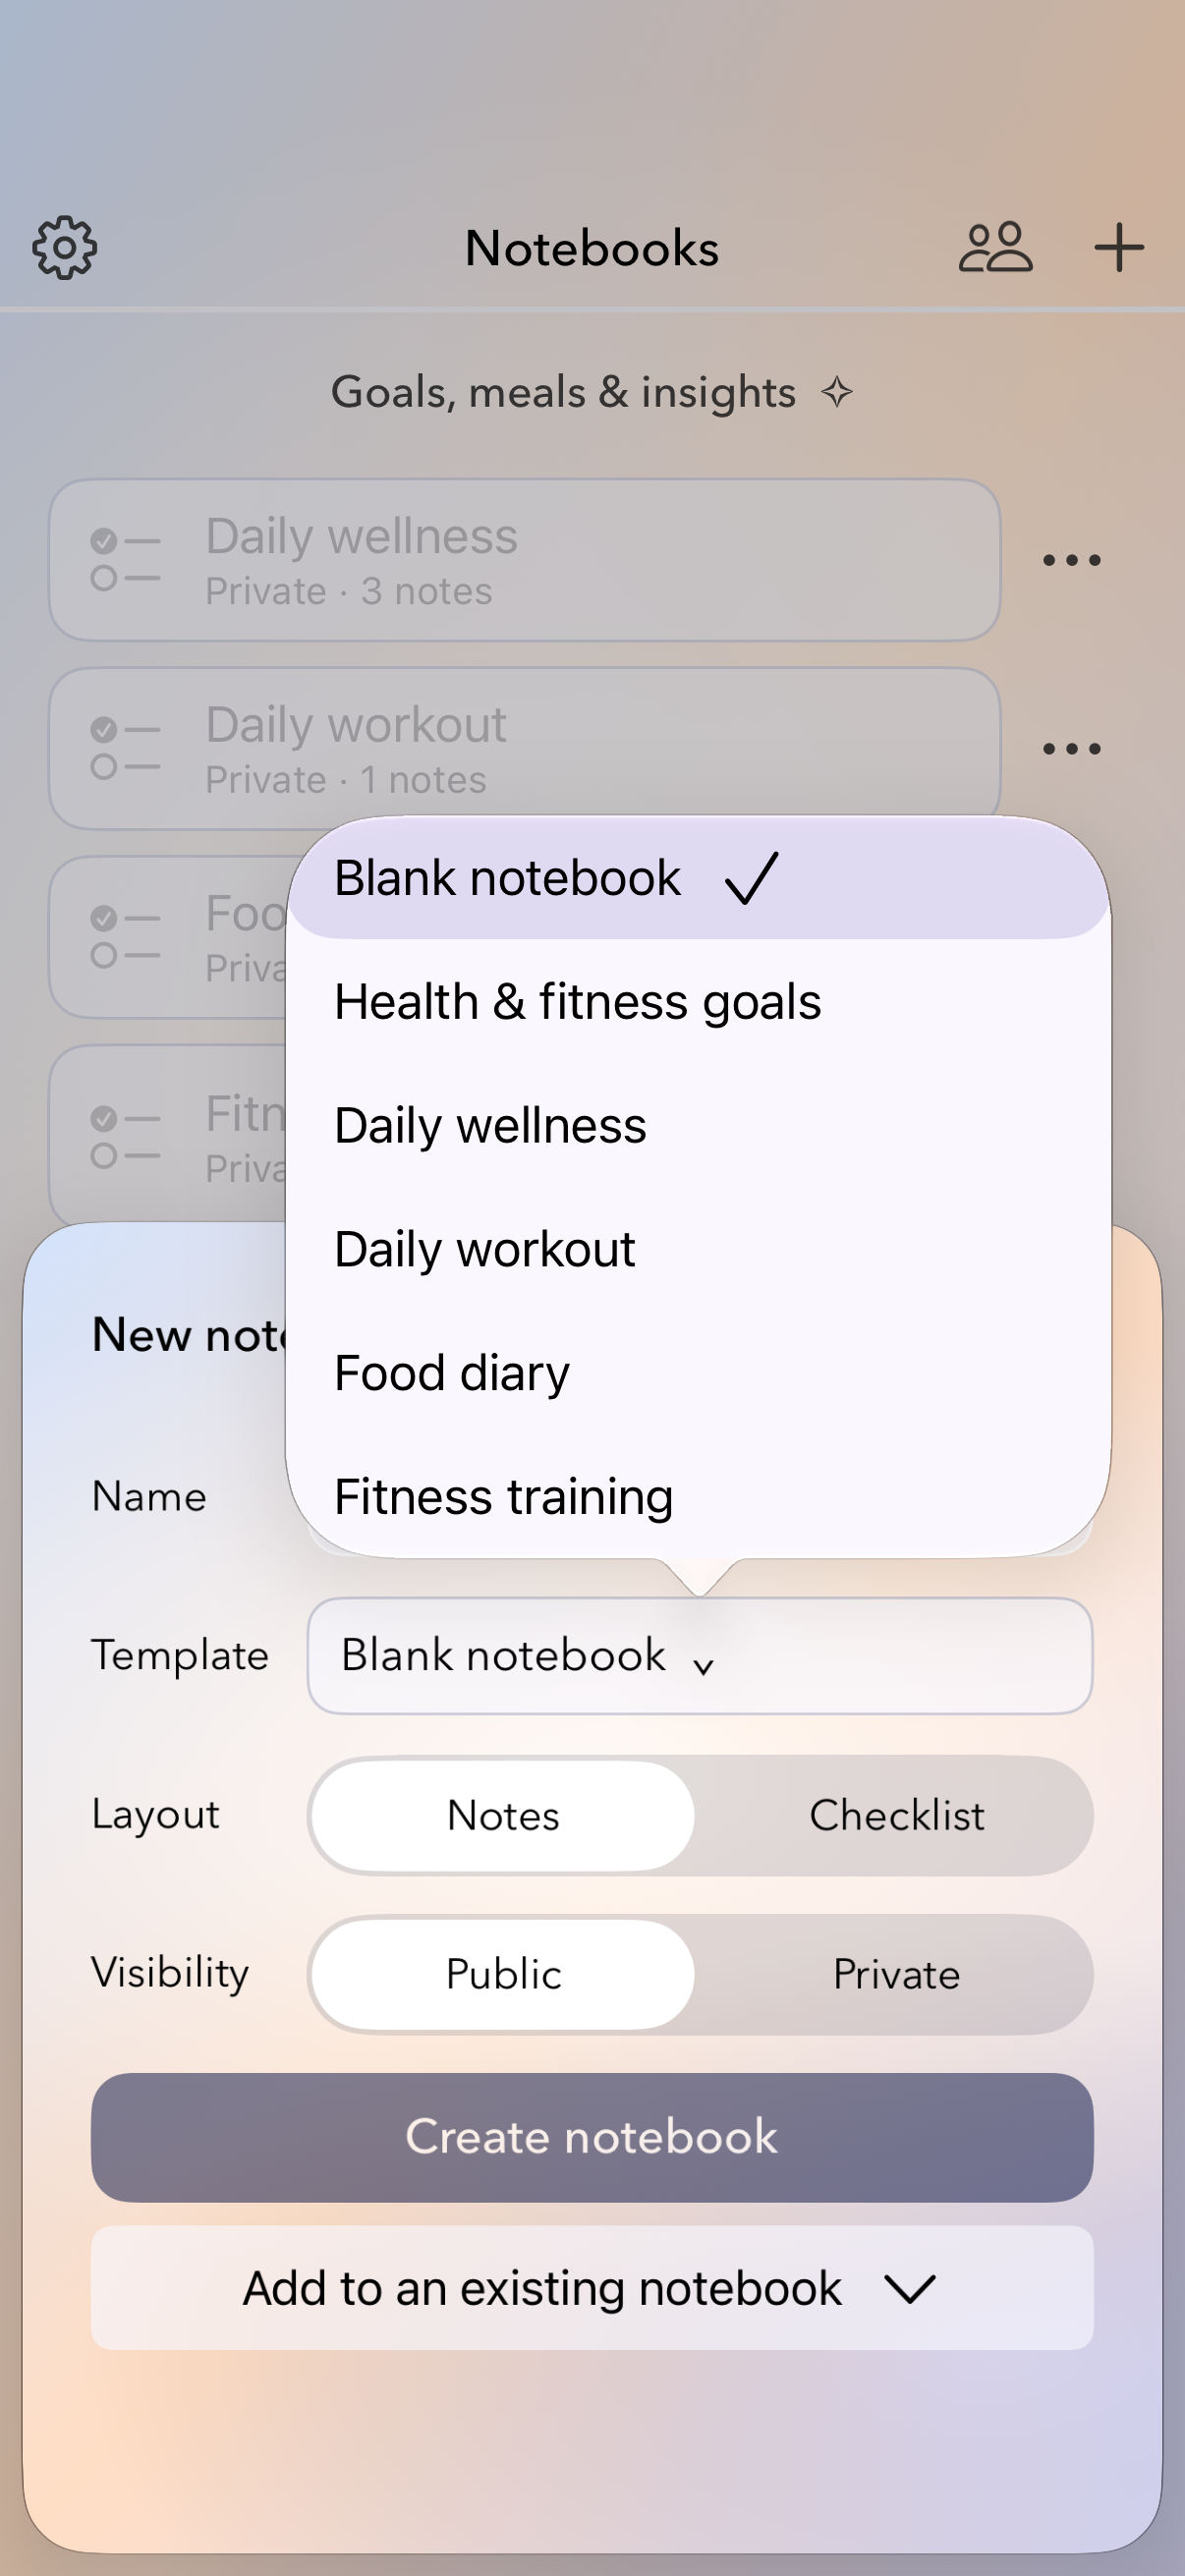 Notebooks
Goals, meals & insights
Daily wellness
Private · 3 notes
Daily workout
Private · 1 notes
Blank notebook
Health & fitness goals
Daily wellness
Daily workout
Food diary
Fitness training
New
Name
Template
Blank notebook
Layout
Notes
Checklist
Visibility
Public
Private
Create notebook
Add to an existing notebook